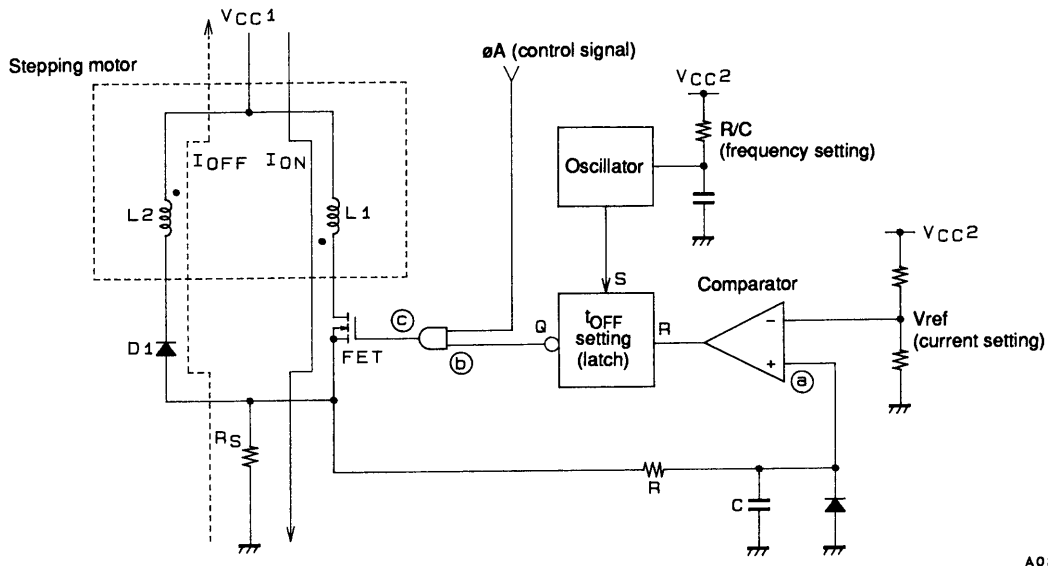 VCC1
øA (control signal)
Stepping motor
VCC2
R/C
(frequency setting)
IOFF
ION
Oscillator
L2
L1
VCC2
S
Comparator
c
Q
tOFF
setting
(latch)
R
-
Vref
(current setting)
D1
FET
b
+
a
RS
R
C